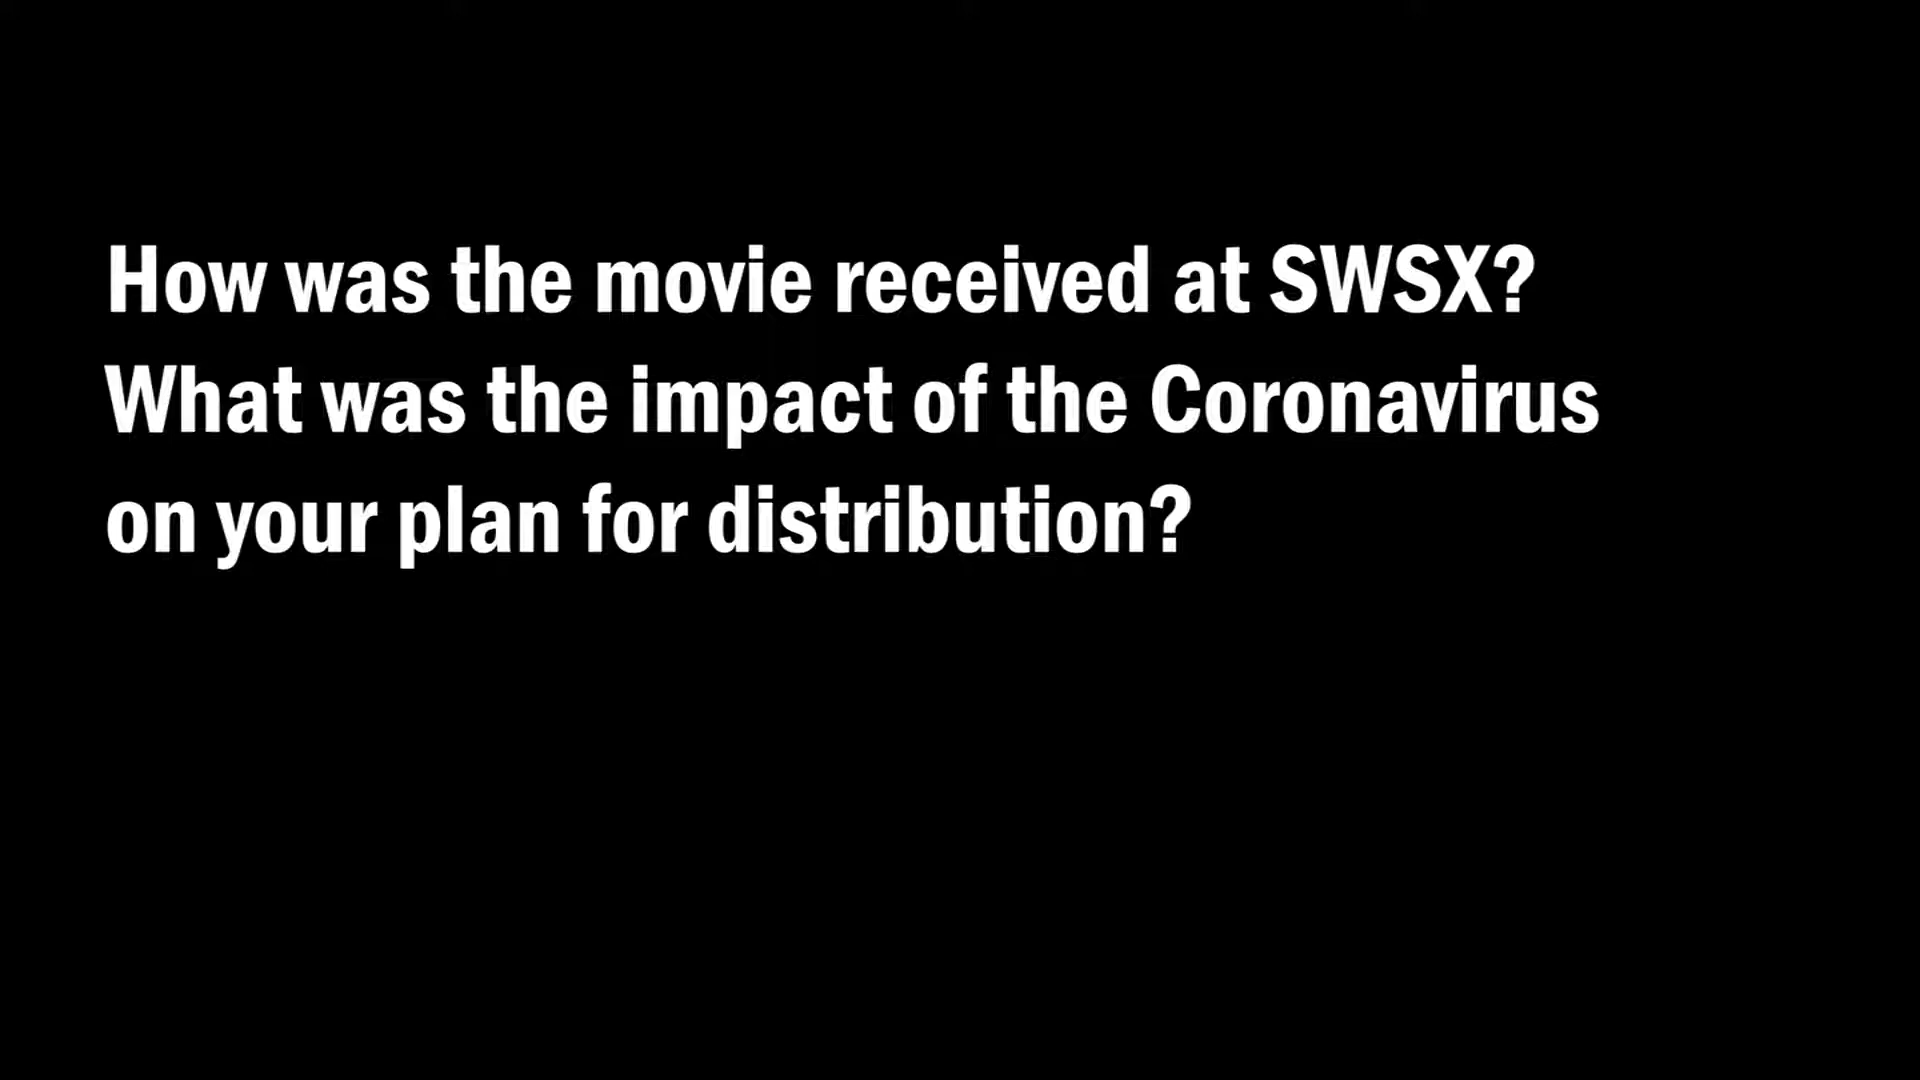 How was the movie received at SWSX?
What was the impact of the Coronavirus
on your plan for distribution?